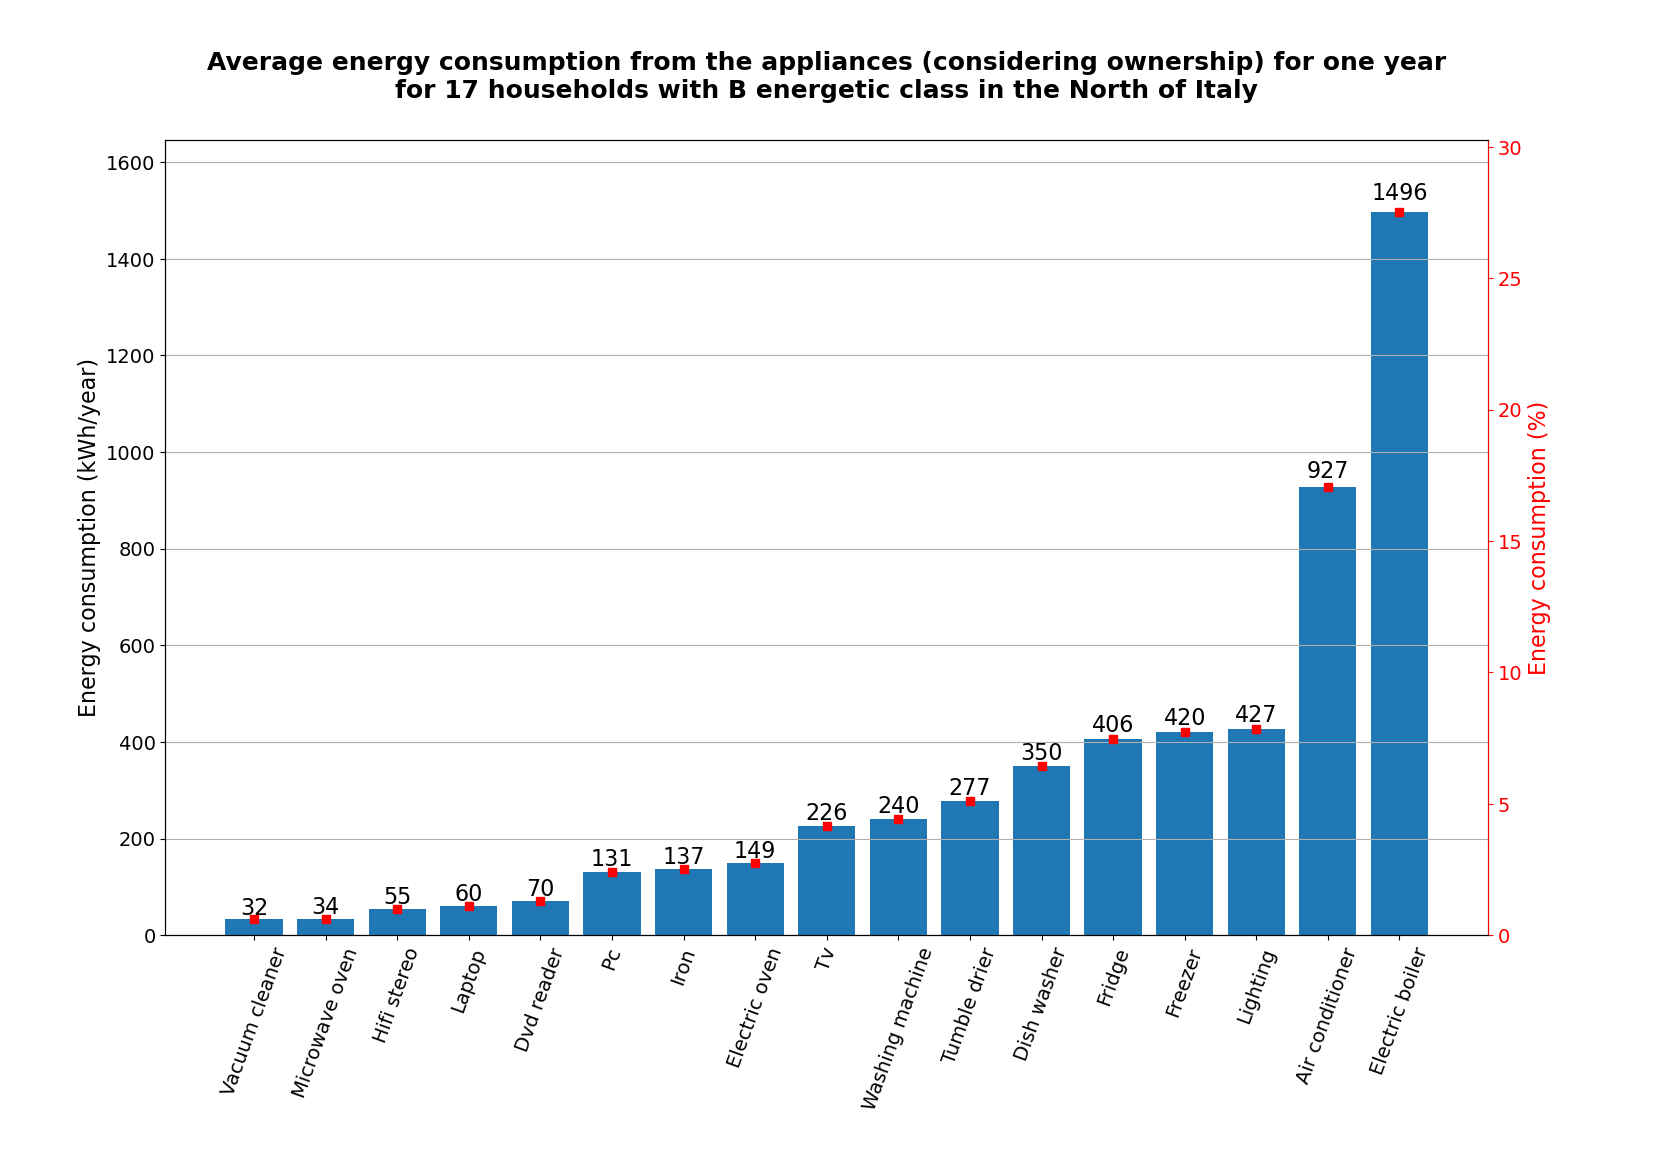 Average energy consumption from the appliances (considering ownership) for one year
for 17 households with B energetic class in the North of Italy
Energy consumption (kWh/year)
1600
1400
1200
1000
800
600
400
200
0
32
34
55
60
70
131
137
149
226
240
277
350
406
420
427
927
1496
30
25
20
15
10
5
0
Energy consumption (%)
Vacuum cleaner
Microwave oven
Hifi stereo
Laptop
Dvd reader
Pc
Iron
Electric oven
Tv
Washing machine
Tumble drier
Dish washer
Fridge
Freezer
Lighting
Air conditioner
Electric boiler